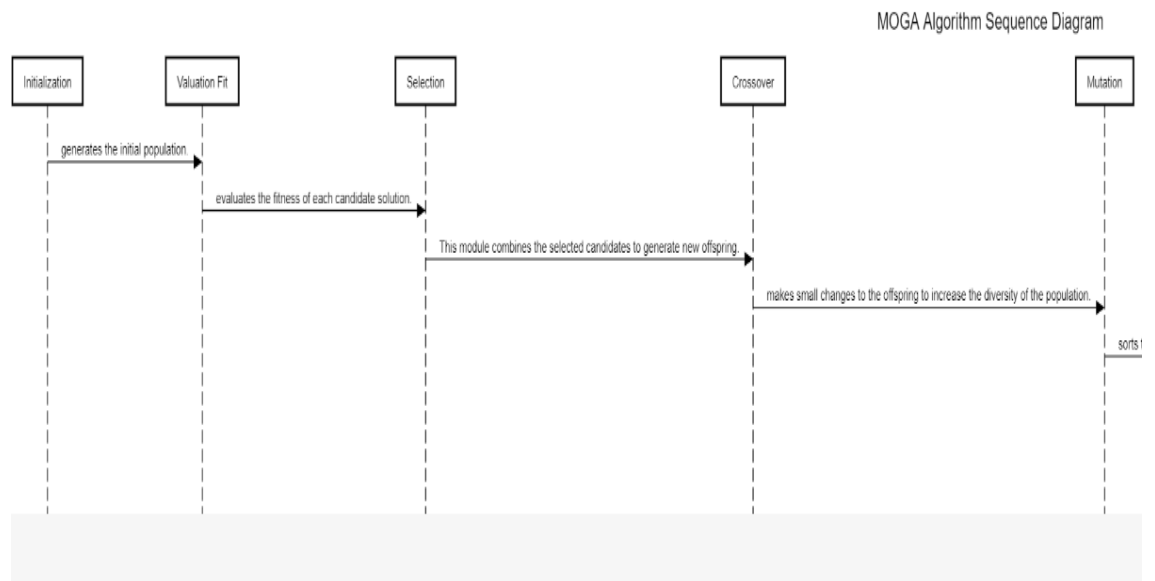 MOGA Algorithm Sequence Diagram
Initialization
Valuation Fit
Selection
Crossover
Mutation
generates the initial population.
evaluates the fitness of each candidate solution.
This module combines the selected candidates to generate new offspring.
makes small changes to the offspring to increase the diversity of the population.
sorts